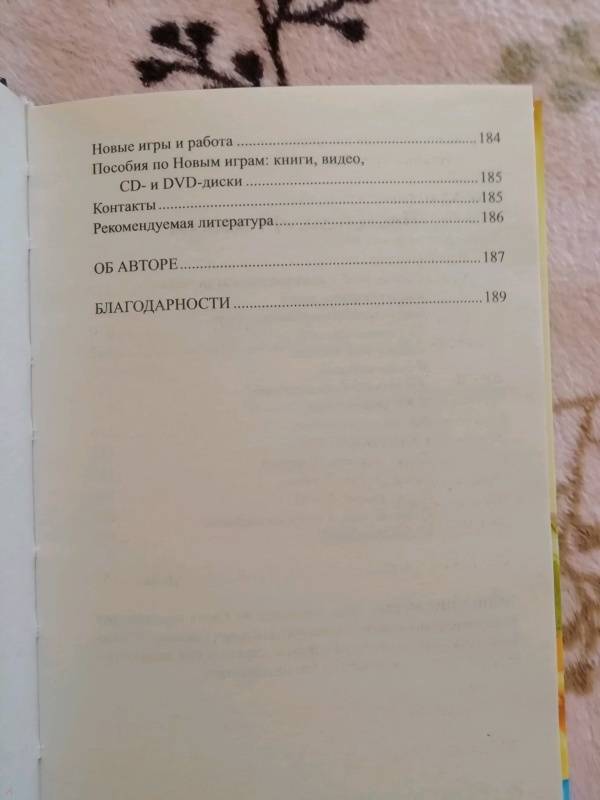 Новые игры и работа ........................................ 184
Пособия по Новым играм: книги, видео,
CD- и DVD-диски ........................................ 185
Контакты ........................................ 185
Рекомендуемая литература ........................................ 186
ОБ АВТОРЕ ........................................ 187
БЛАГОДАРНОСТИ ........................................ 189